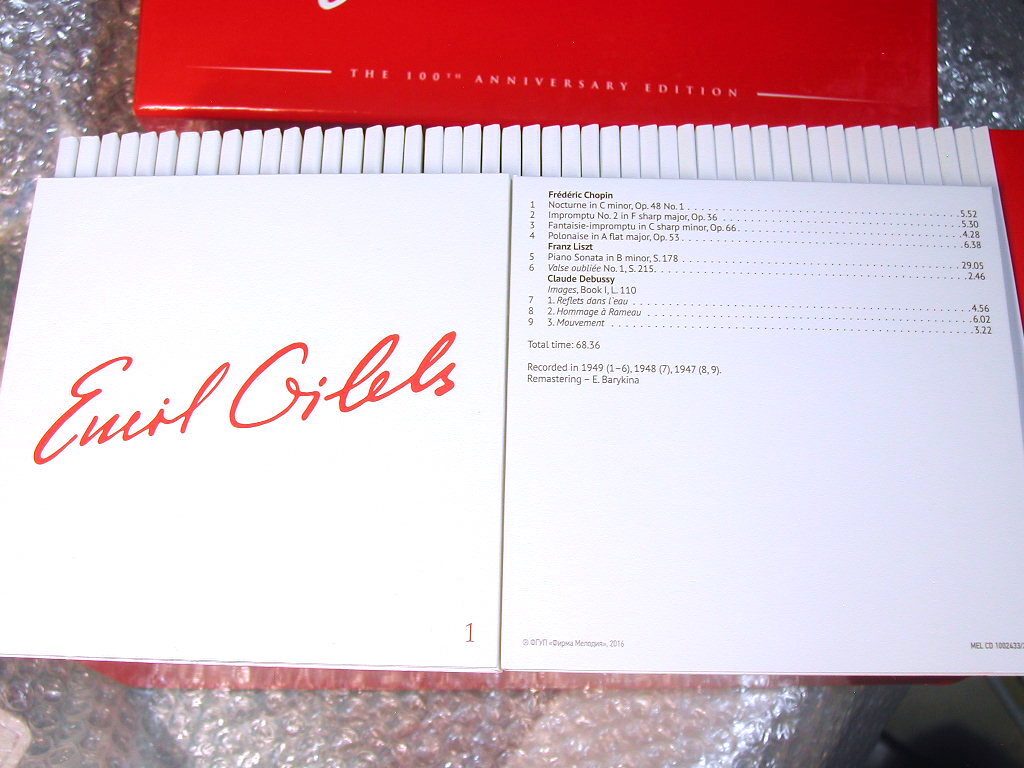 THE 100TH ANNIVERSARY EDITION
Emil Gilels
1
Frédéric Chopin
1 Nocturne in C minor, Op. 48 No. 1 . . . . 5.52
2 Impromptu No. 2 in F sharp major, Op. 36 . . . . 5.30
3 Fantaisie-impromptu in C sharp minor, Op. 66 . . . . 4.28
4 Polonaise in A flat major, Op. 53 . . . . 6.38
Franz Liszt
5 Piano Sonata in B minor, S. 178 . . . . 29.05
6 Valse oubliée No. 1, S. 215 . . . . 2.46
Claude Debussy
Images, Book I, L. 110
7 1. Reflets dans l'eau . . . . 4.56
8 2. Hommage à Rameau . . . . 6.02
9 3. Mouvement . . . . 3.22
Total time: 68.36
Recorded in 1949 (1–6), 1948 (7), 1947 (8, 9).
Remastering – E. Barykina
℗ ФГУП «Фирма Мелодия», 2016
MEL CD 1002433/